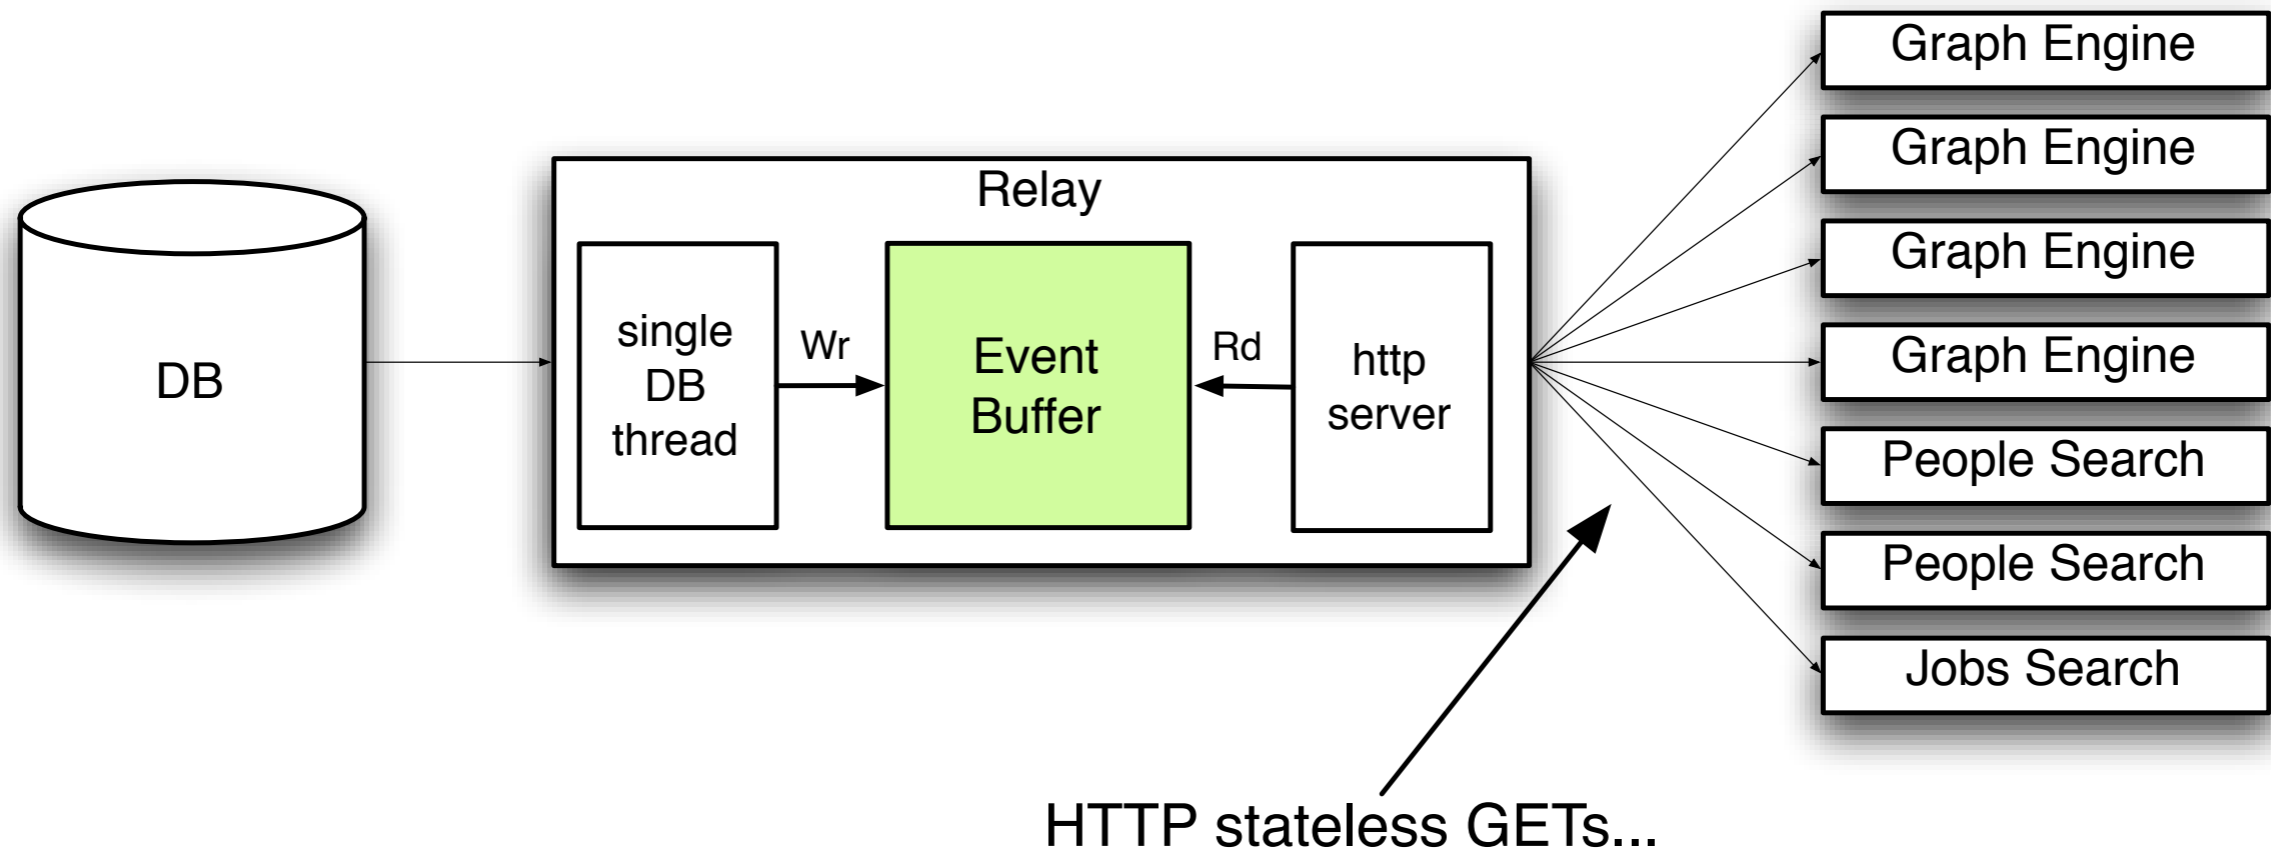 DB
Relay
single
DB
thread
Wr
Event
Buffer
Rd
http
server
Graph Engine
Graph Engine
Graph Engine
Graph Engine
People Search
People Search
Jobs Search
HTTP stateless GETs...